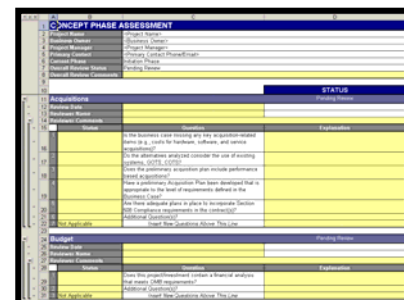 CONCEPT PHASE ASSESSMENT
Project Name <Project Name>
Business Owner <Business Owner>
Project Manager <Project Manager>
Primary Contact <Primary Contact Phone/Email>
Current Phase Initiation Phase
Overall Review Status Pending Review
Overall Review Comments
STATUS
Acquisitions Pending Review
Review Date
Reviewer Name
Reviewer Comments
Status Question Explanation
Is the business case missing any key acquisition-related
items (e.g., costs for hardware, software, and service
acquisitions)?
Do the alternatives analyzed consider the use of existing
systems, GOTS, COTS?
Does the preliminary acquisition plan include performance
based acquisitions?
Have a preliminary Acquisition Plan been developed that is
appropriate to the level of requirements defined in the
Business Case?
Are there adequate plans in place to incorporate Section
508 Compliance requirements in the contract(s)?
Additional Question(s)?
Not Applicable Insert New Questions Above This Line
Budget Pending Review
Review Date
Reviewer Name
Reviewer Comments
Status Question Explanation
Does this project/investment contain a financial analysis
that meets OMB requirements?
Additional Question(s)?
Not Applicable Insert New Questions Above This Line